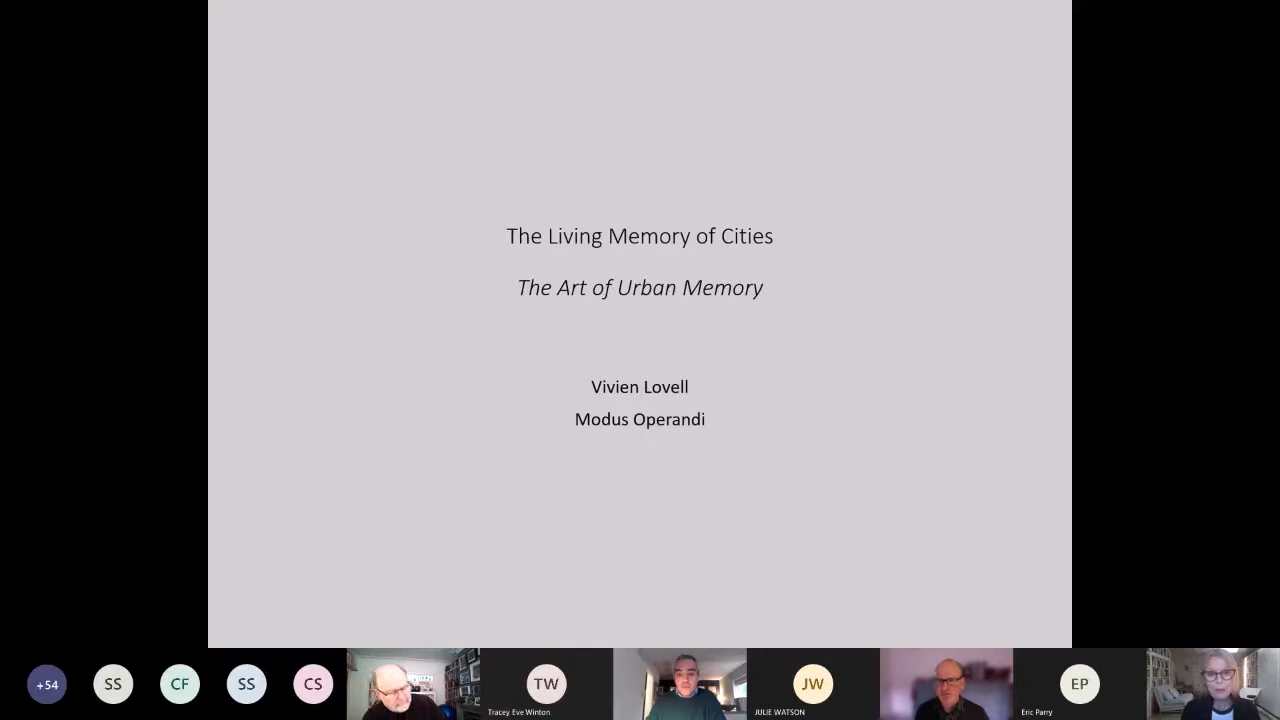 The Living Memory of Cities
The Art of Urban Memory
Vivien Lovell
Modus Operandi
+54
SS
CF
SS
CS
TW
Tracey Eve Winton
JW
JULIE WATSON
EP
Eric Parry